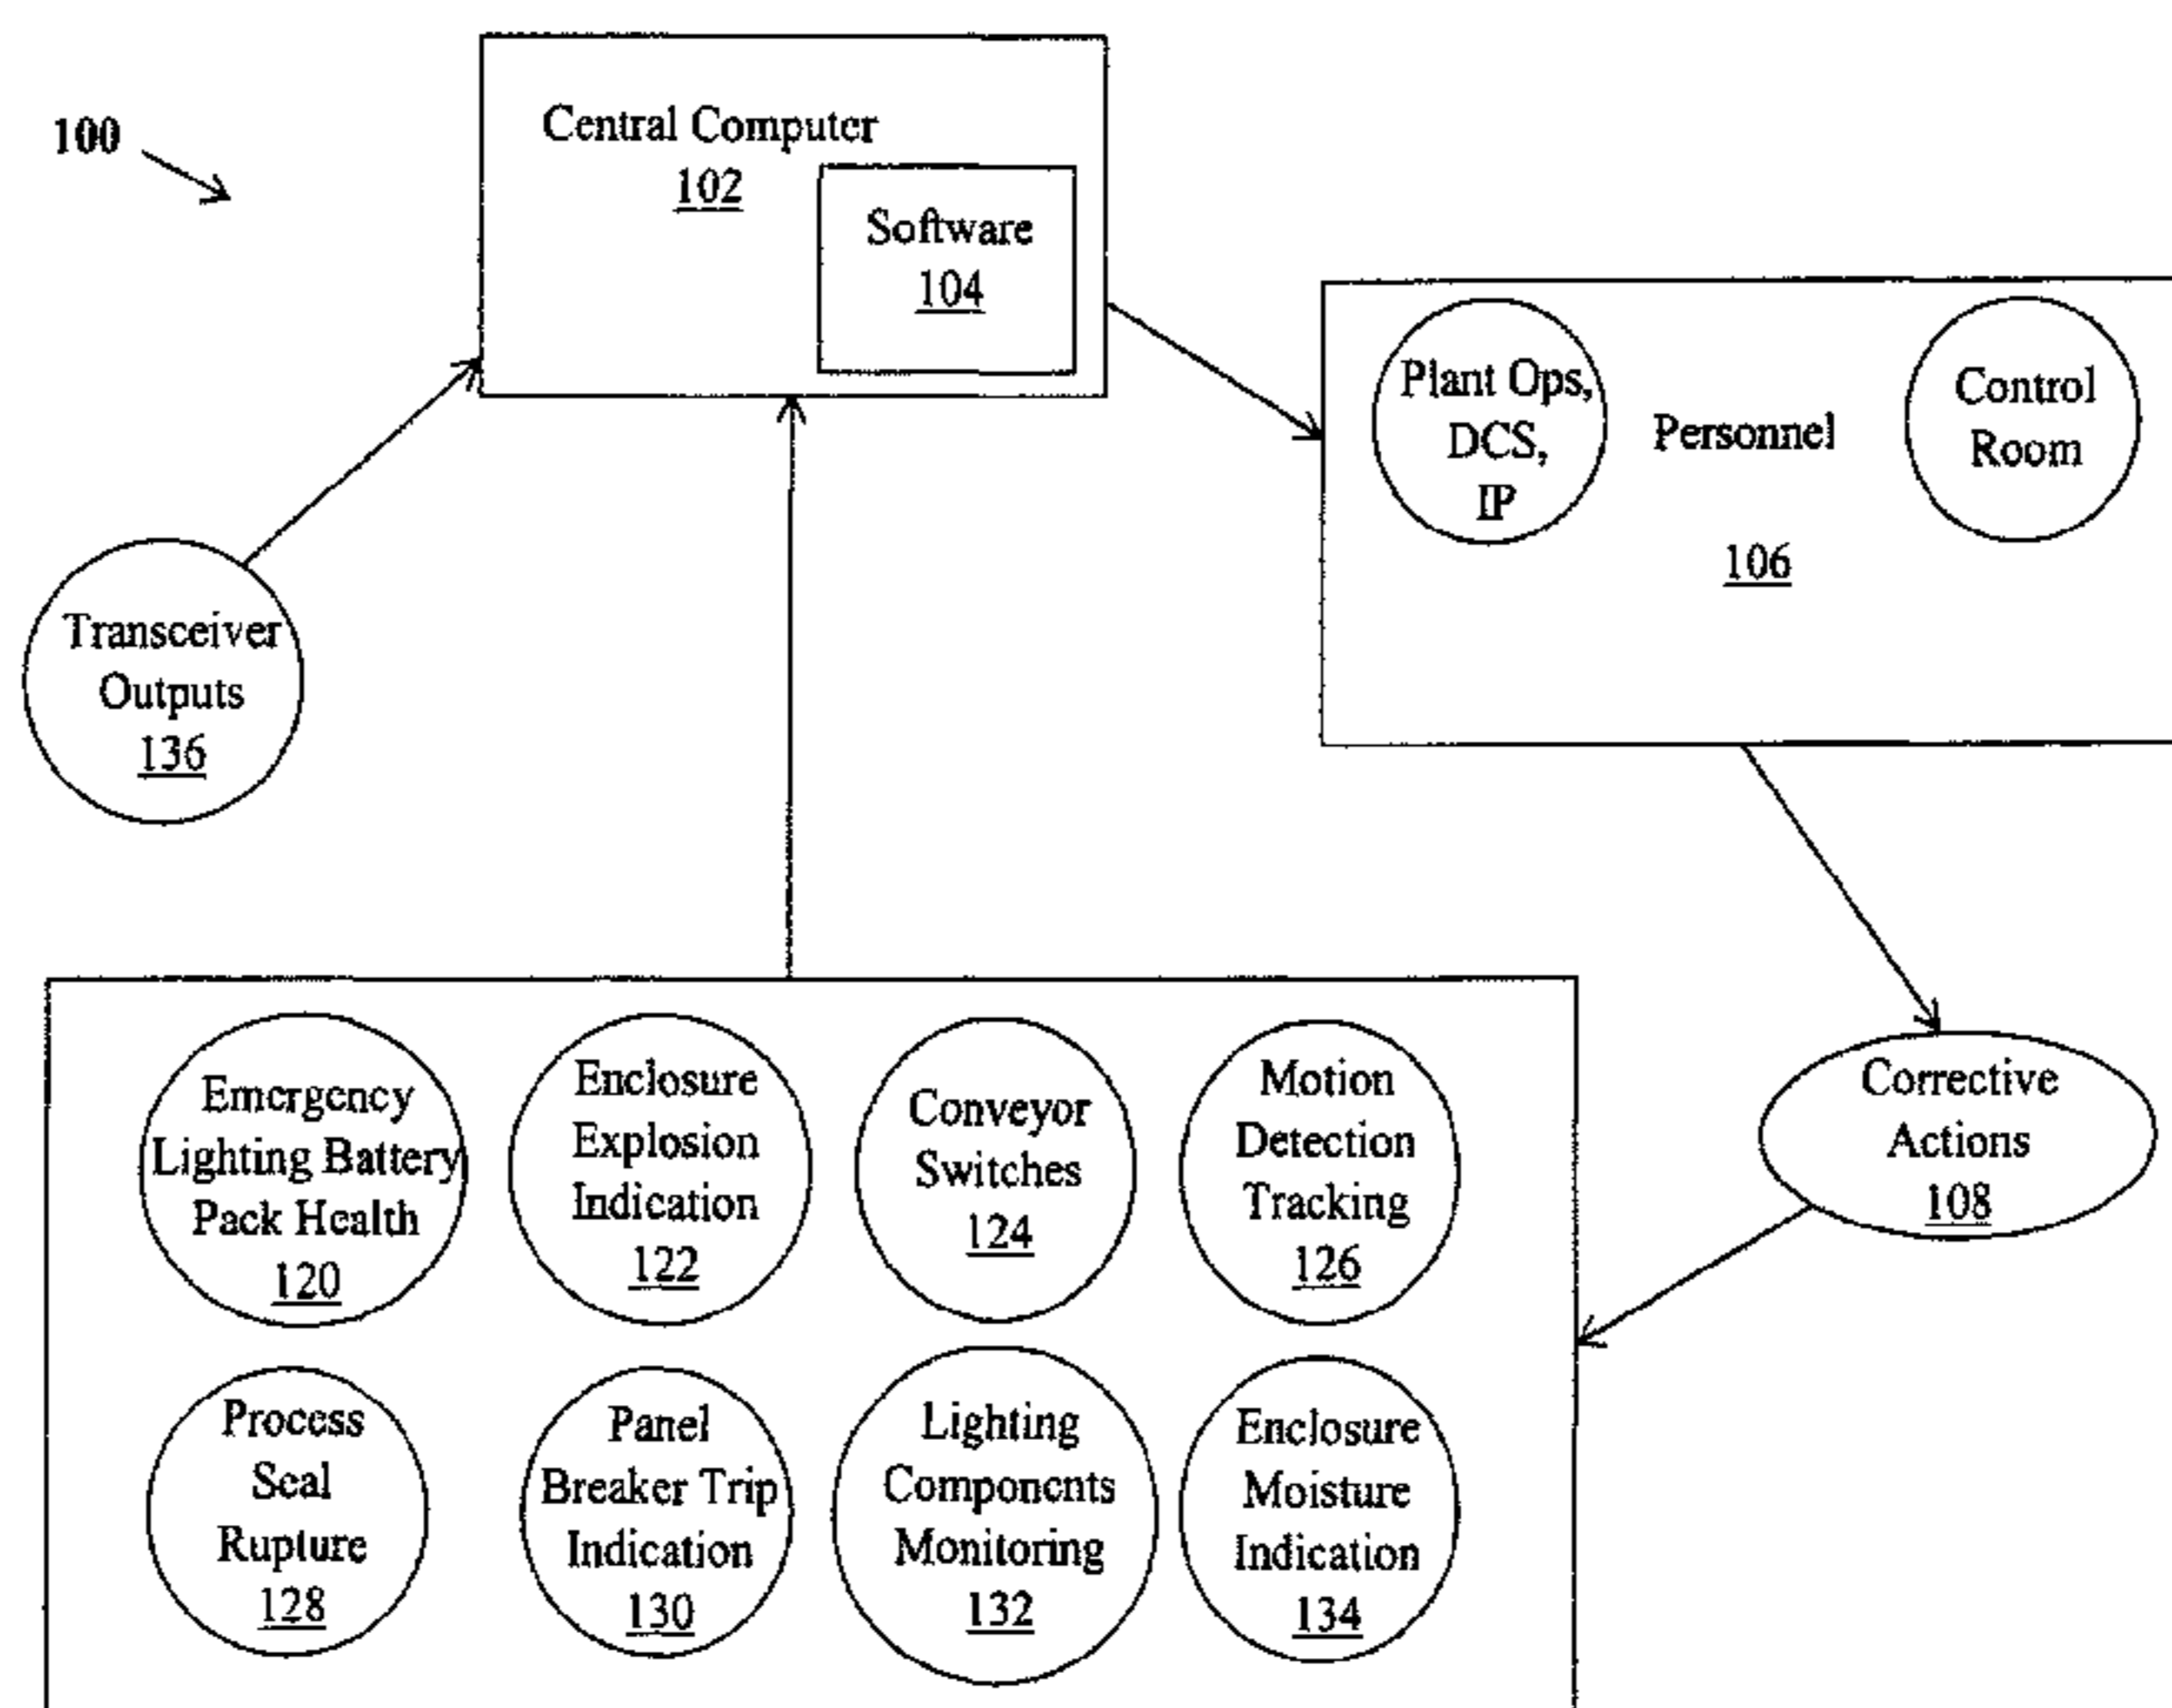 100
Central Computer
102
Software
104
Plant Ops,
DCS,
IP
Personnel
Control
Room
106
Transceiver
Outputs
136
Emergency
Lighting Battery
Pack Health
120
Enclosure
Explosion
Indication
122
Conveyor
Switches
124
Motion
Detection
Tracking
126
Corrective
Actions
108
Process
Seal
Rupture
128
Panel
Breaker Trip
Indication
130
Lighting
Components
Monitoring
132
Enclosure
Moisture
Indication
134